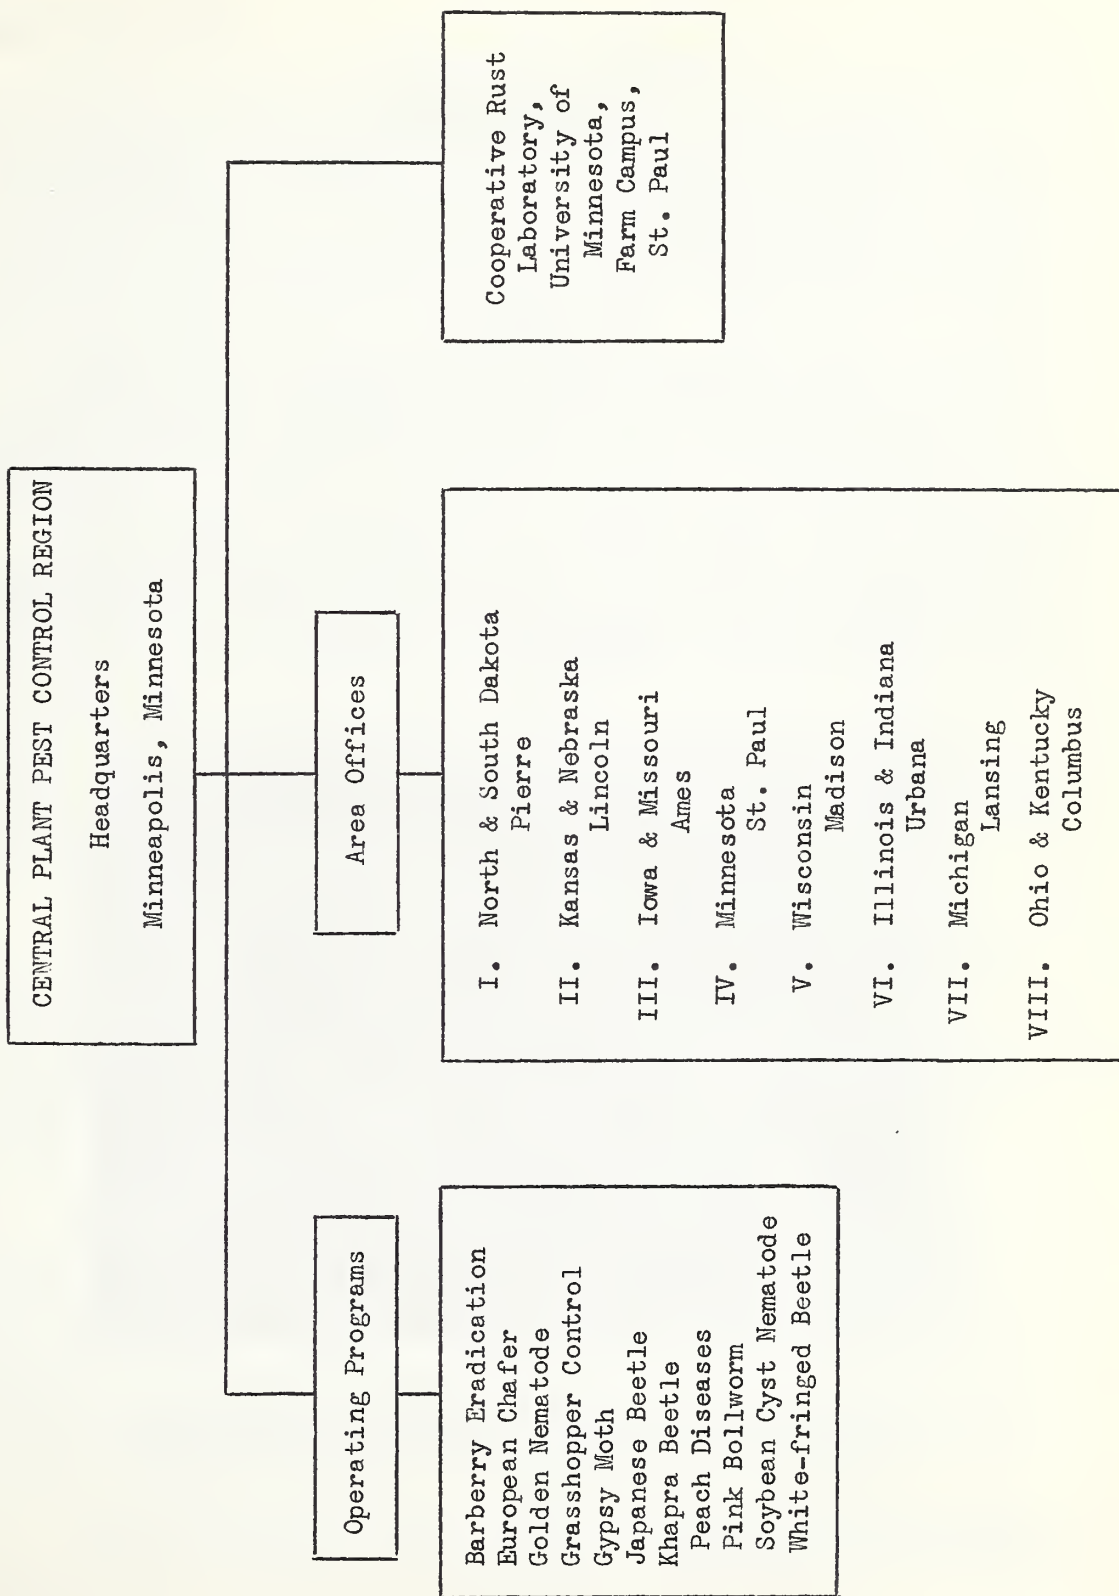 CENTRAL PLANT PEST CONTROL REGION
Headquarters
Minneapolis, Minnesota
Operating Programs
Barberry Eradication
European Chafer
Golden Nematode
Grasshopper Control
Gypsy Moth
Japanese Beetle
Khapra Beetle
Peach Diseases
Pink Bollworm
Soybean Cyst Nematode
White-fringed Beetle
Area Offices
I. North & South Dakota
Pierre
II. Kansas & Nebraska
Lincoln
III. Iowa & Missouri
Ames
IV. Minnesota
St. Paul
V. Wisconsin
Madison
VI. Illinois & Indiana
Urbana
VII. Michigan
Lansing
VIII. Ohio & Kentucky
Columbus
Cooperative Rust
Laboratory,
University of
Minnesota,
Farm Campus,
St. Paul